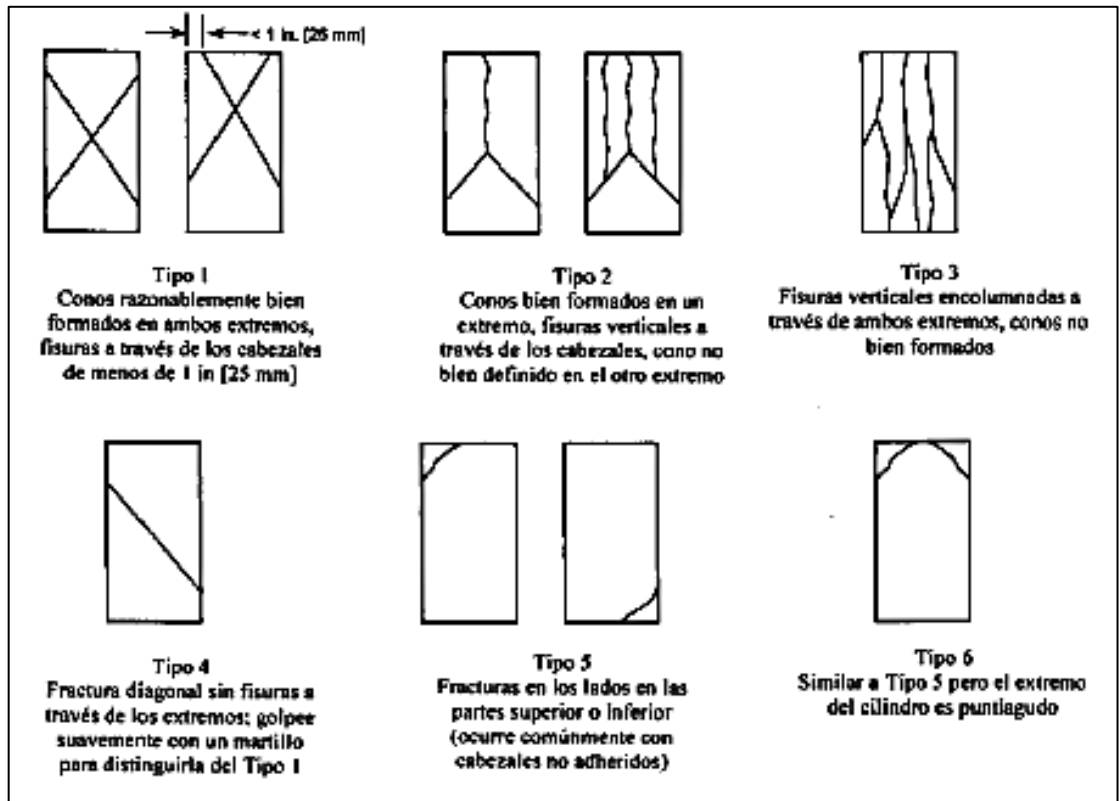 < 1 in. [26 mm]
Tipo 1
Conos razonablemente bien
formados en ambos extremos,
fisuras a través de los cabezales
de menos de 1 in [25 mm]
Tipo 2
Conos bien formados en un
extremo, fisuras verticales a
través de los cabezales, cono no
bien definido en el otro extremo
Tipo 3
Fisuras verticales encolumnadas a
través de ambos extremos, conos no
bien formados
Tipo 4
Fractura diagonal sin fisuras a
través de los extremos; golpee
suavemente con un martillo
para distinguirla del Tipo 1
Tipo 5
Fracturas en los lados en las
partes superior o inferior
(ocurre comúnmente con
cabezales no adheridos)
Tipo 6
Similar a Tipo 5 pero el extremo
del cilindro es puntiagudo